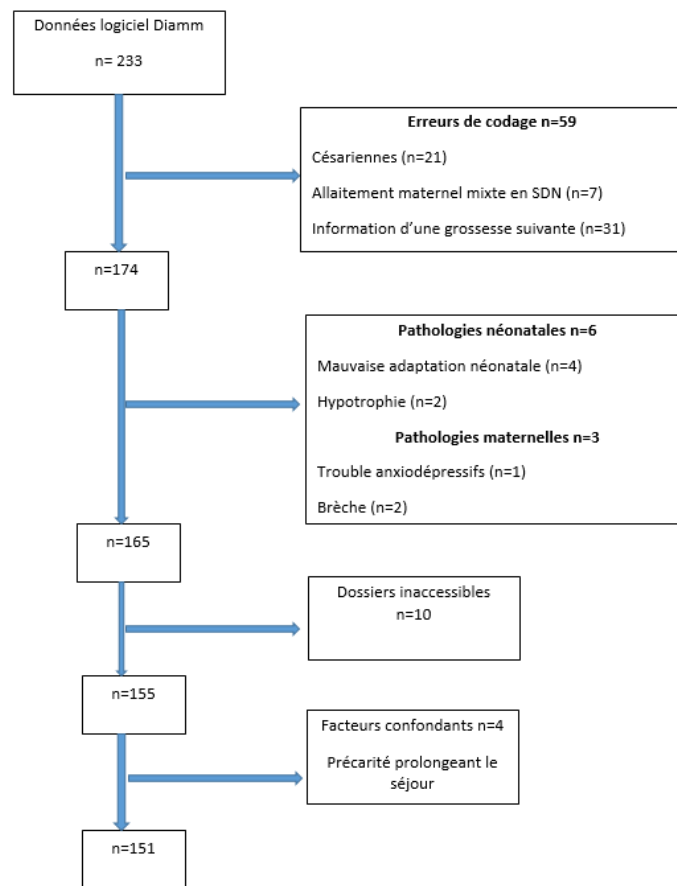 Données logiciel Diamm
n= 233
Erreurs de codage n=59
Césariennes (n=21)
Allaitement maternel mixte en SDN (n=7)
Information d'une grossesse suivante (n=31)
n=174
Pathologies néonatales n=6
Mauvaise adaptation néonatale (n=4)
Hypotrophie (n=2)
Pathologies maternelles n=3
Trouble anxiodépressifs (n=1)
Brèche (n=2)
n=165
Dossiers inaccessibles
n=10
n=155
Facteurs confondants n=4
Précarité prolongeant le
séjour
n=151